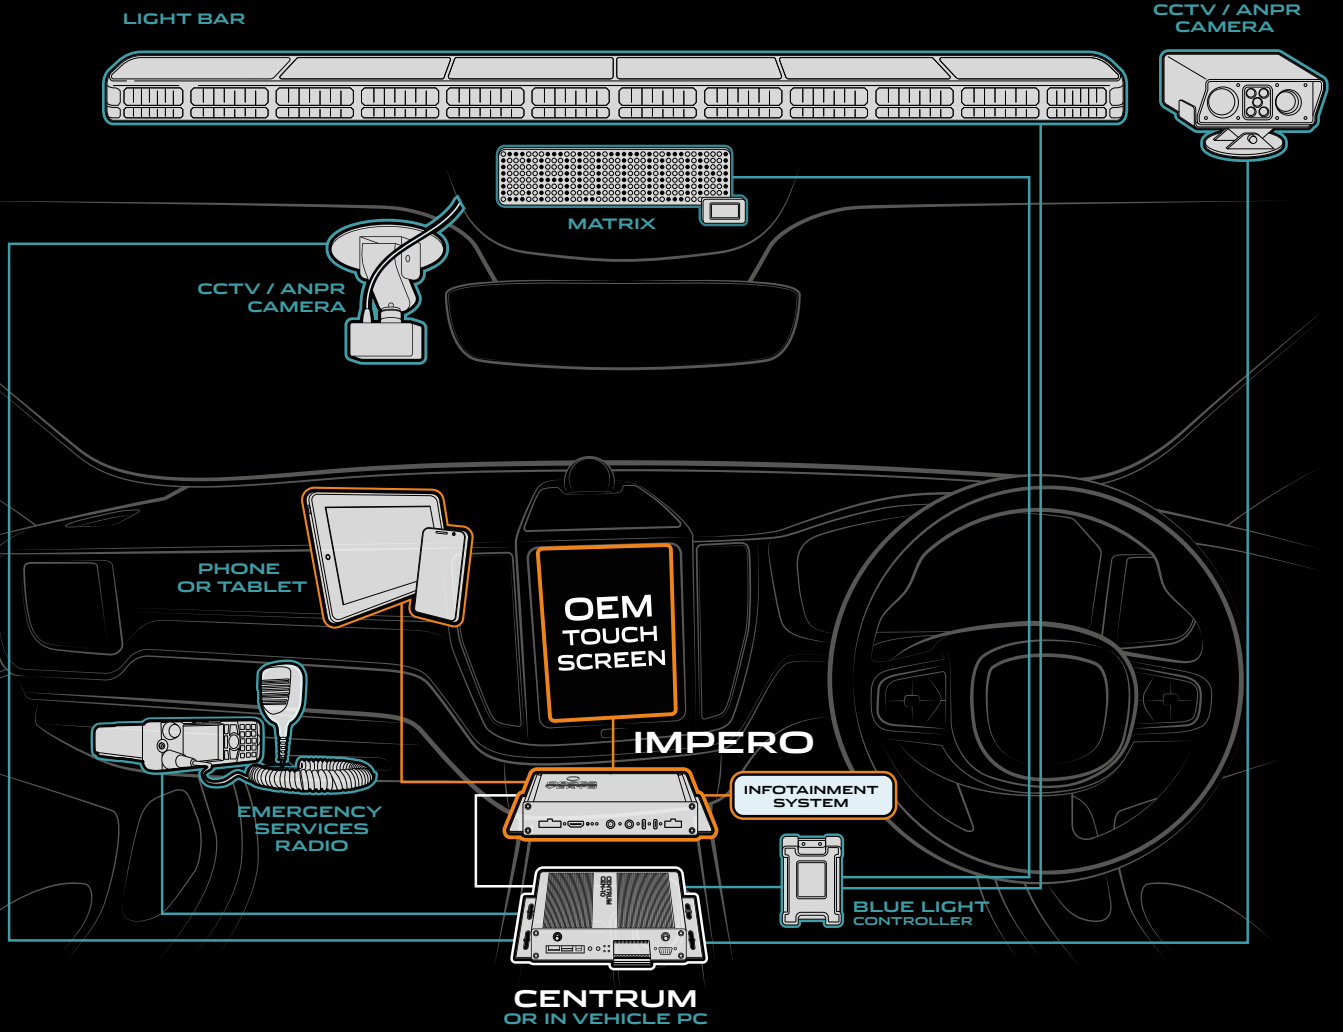 LIGHT BAR
CCTV / ANPR
CAMERA
MATRIX
CCTV / ANPR
CAMERA
PHONE
OR TABLET
OEM
TOUCH
SCREEN
IMPERO
INFOTAINMENT
SYSTEM
EMERGENCY
SERVICES
RADIO
CENTRUM
BLUE LIGHT
CONTROLLER
CENTRUM
OR IN VEHICLE PC